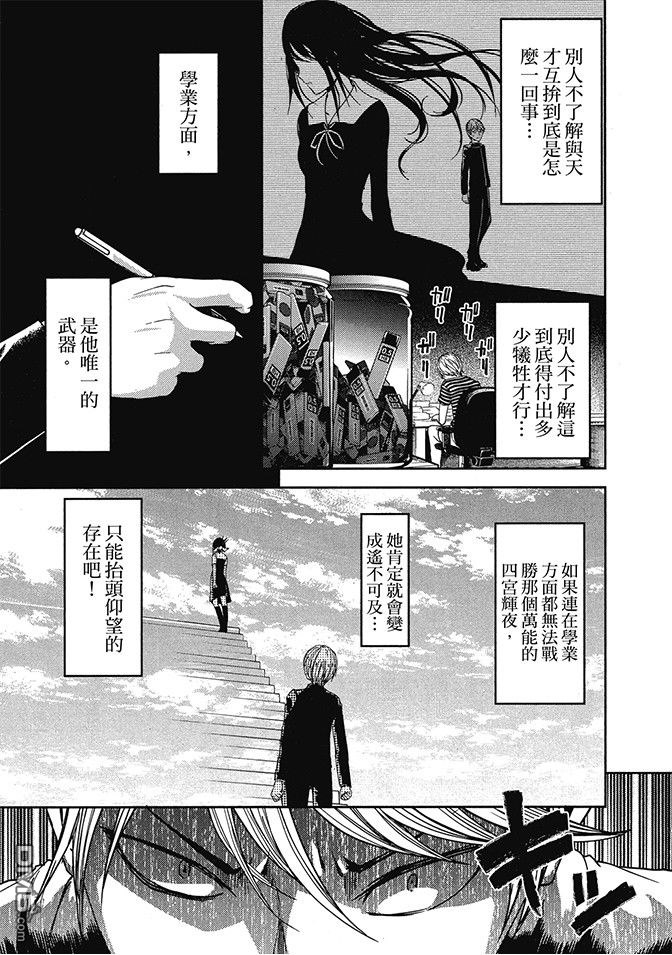 別人不了解與天
才互拚到底是怎
麼一回事…
別人不了解這
到底得付出多
少犧牲才行…
ガリ
ガリ
ガリ
學業方面，
是他唯一的
武器。
如果連在學業
方面都無法戰
勝那個萬能的
四宮輝夜，
她肯定就會變
成遙不可及…
只能抬頭仰望的
存在吧！
DM5
.com